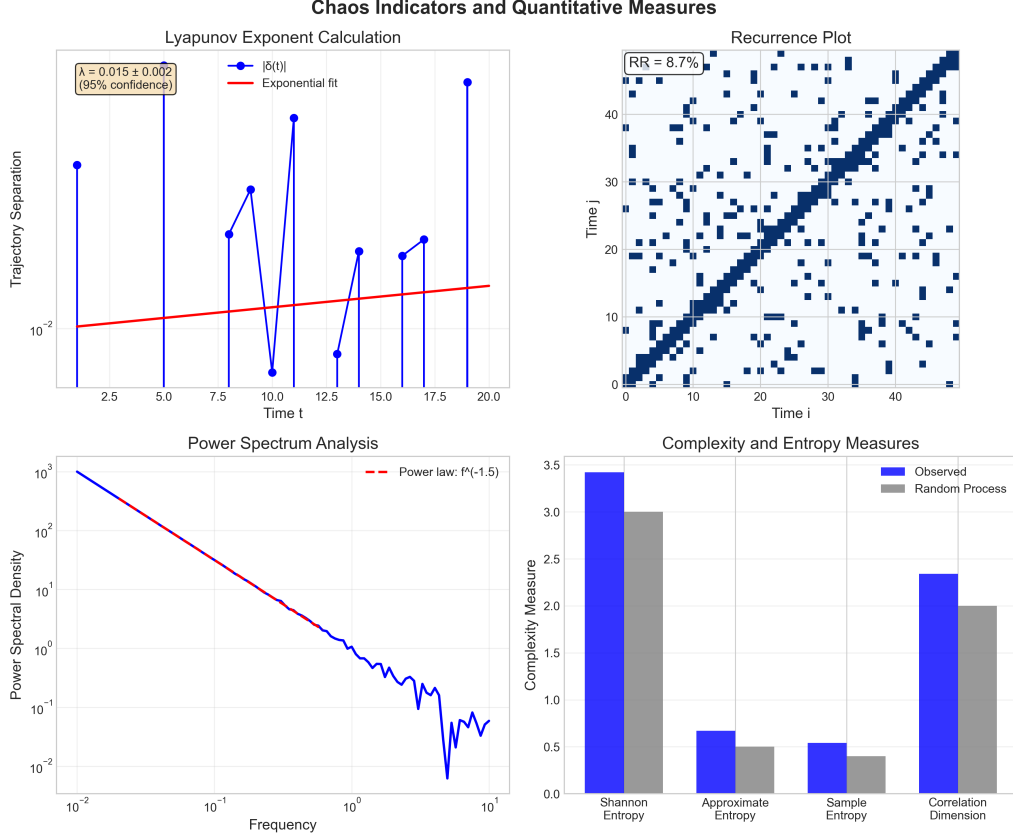 Chaos Indicators and Quantitative Measures
Lyapunov Exponent Calculation
λ = 0.015 ± 0.002
(95% confidence)
|δ(t)|
Exponential fit
Trajectory Separation
10⁻²
2.5 5.0 7.5 10.0 12.5 15.0 17.5 20.0
Time t
Recurrence Plot
RR = 8.7%
Time j
40
30
20
10
0
0 10 20 30 40
Time i
Power Spectrum Analysis
Power law: f^(-1.5)
Power Spectral Density
10³
10²
10¹
10⁰
10⁻¹
10⁻²
10⁻² 10⁻¹ 10⁰ 10¹
Frequency
Complexity and Entropy Measures
Observed
Random Process
Complexity Measure
3.5
3.0
2.5
2.0
1.5
1.0
0.5
0.0
Shannon
Entropy
Approximate
Entropy
Sample
Entropy
Correlation
Dimension